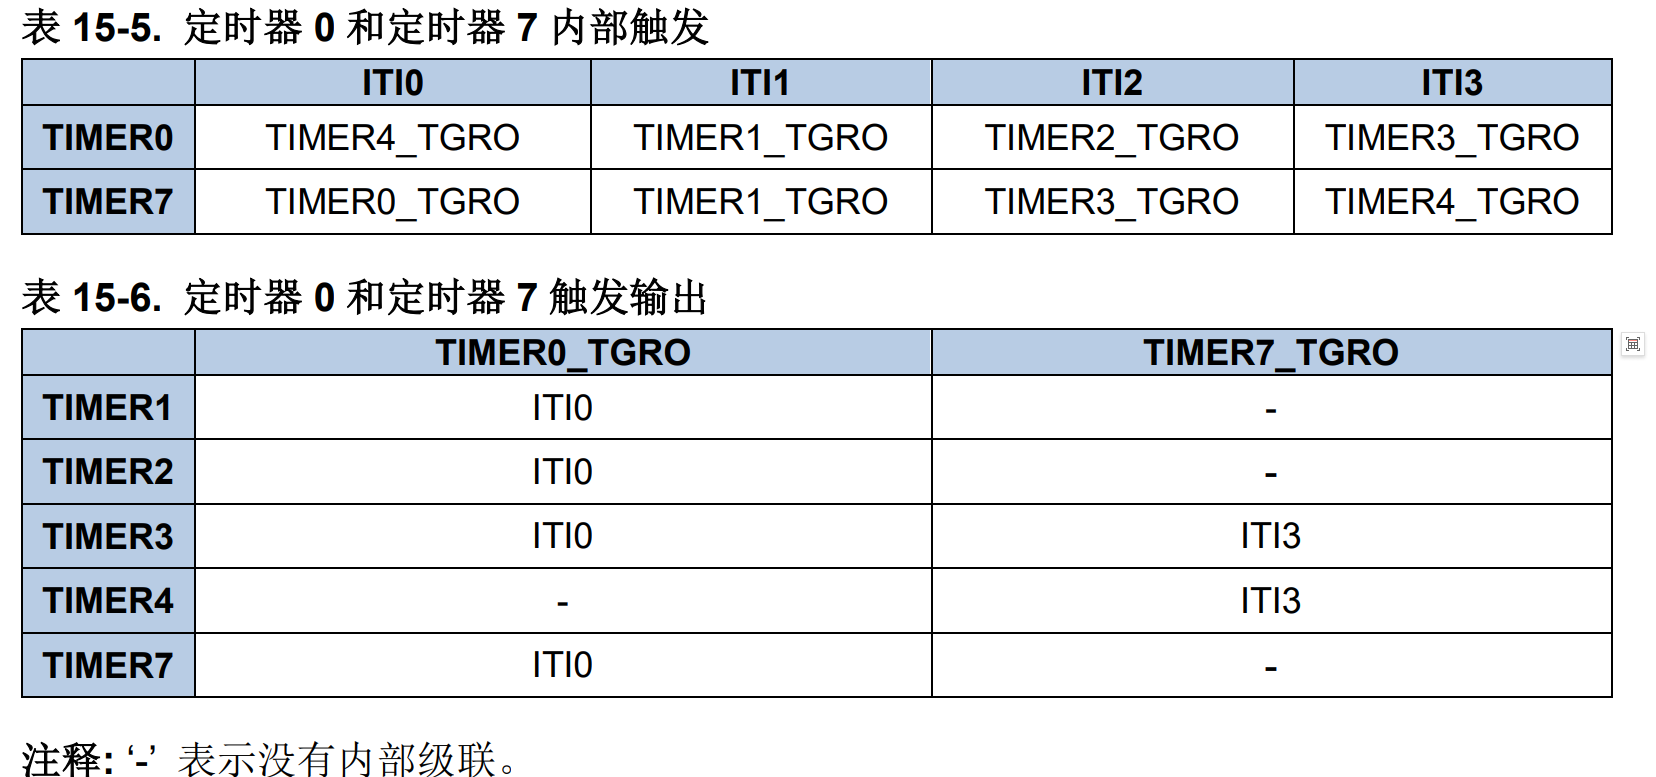 表 15-5. 定时器 0 和定时器 7 内部触发
ITI0 ITI1 ITI2 ITI3
TIMER0 TIMER4_TGRO TIMER1_TGRO TIMER2_TGRO TIMER3_TGRO
TIMER7 TIMER0_TGRO TIMER1_TGRO TIMER3_TGRO TIMER4_TGRO
表 15-6. 定时器 0 和定时器 7 触发输出
TIMER0_TGRO TIMER7_TGRO
TIMER1 ITI0 -
TIMER2 ITI0 -
TIMER3 ITI0 ITI3
TIMER4 - ITI3
TIMER7 ITI0 -
注释: ‘-’ 表示没有内部级联。